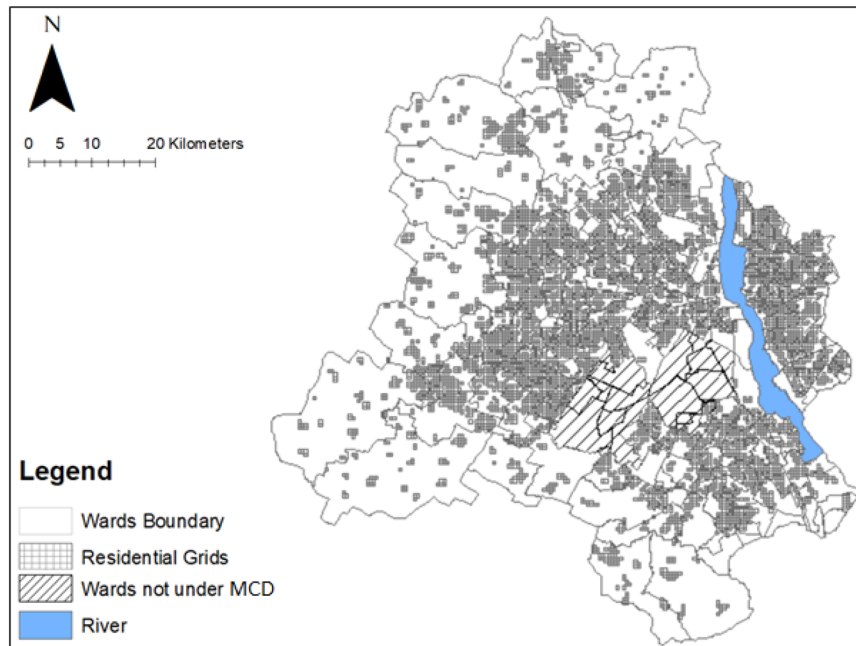 N
0 5 10 20 Kilometers
Legend
Wards Boundary
Residential Grids
Wards not under MCD
River